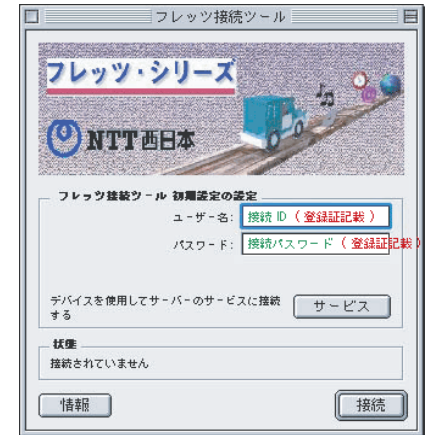 フレッツ接続ツール
フレッツ・シリーズ
NTT西日本
フレッツ接続ツール 初期設定の設定
ユーザー名: 接続 ID（登録証記載）
パスワード: 接続パスワード（登録証記載）
デバイスを使用してサーバーのサービスに接続
する
サービス
状態
接続されていません
情報
接続